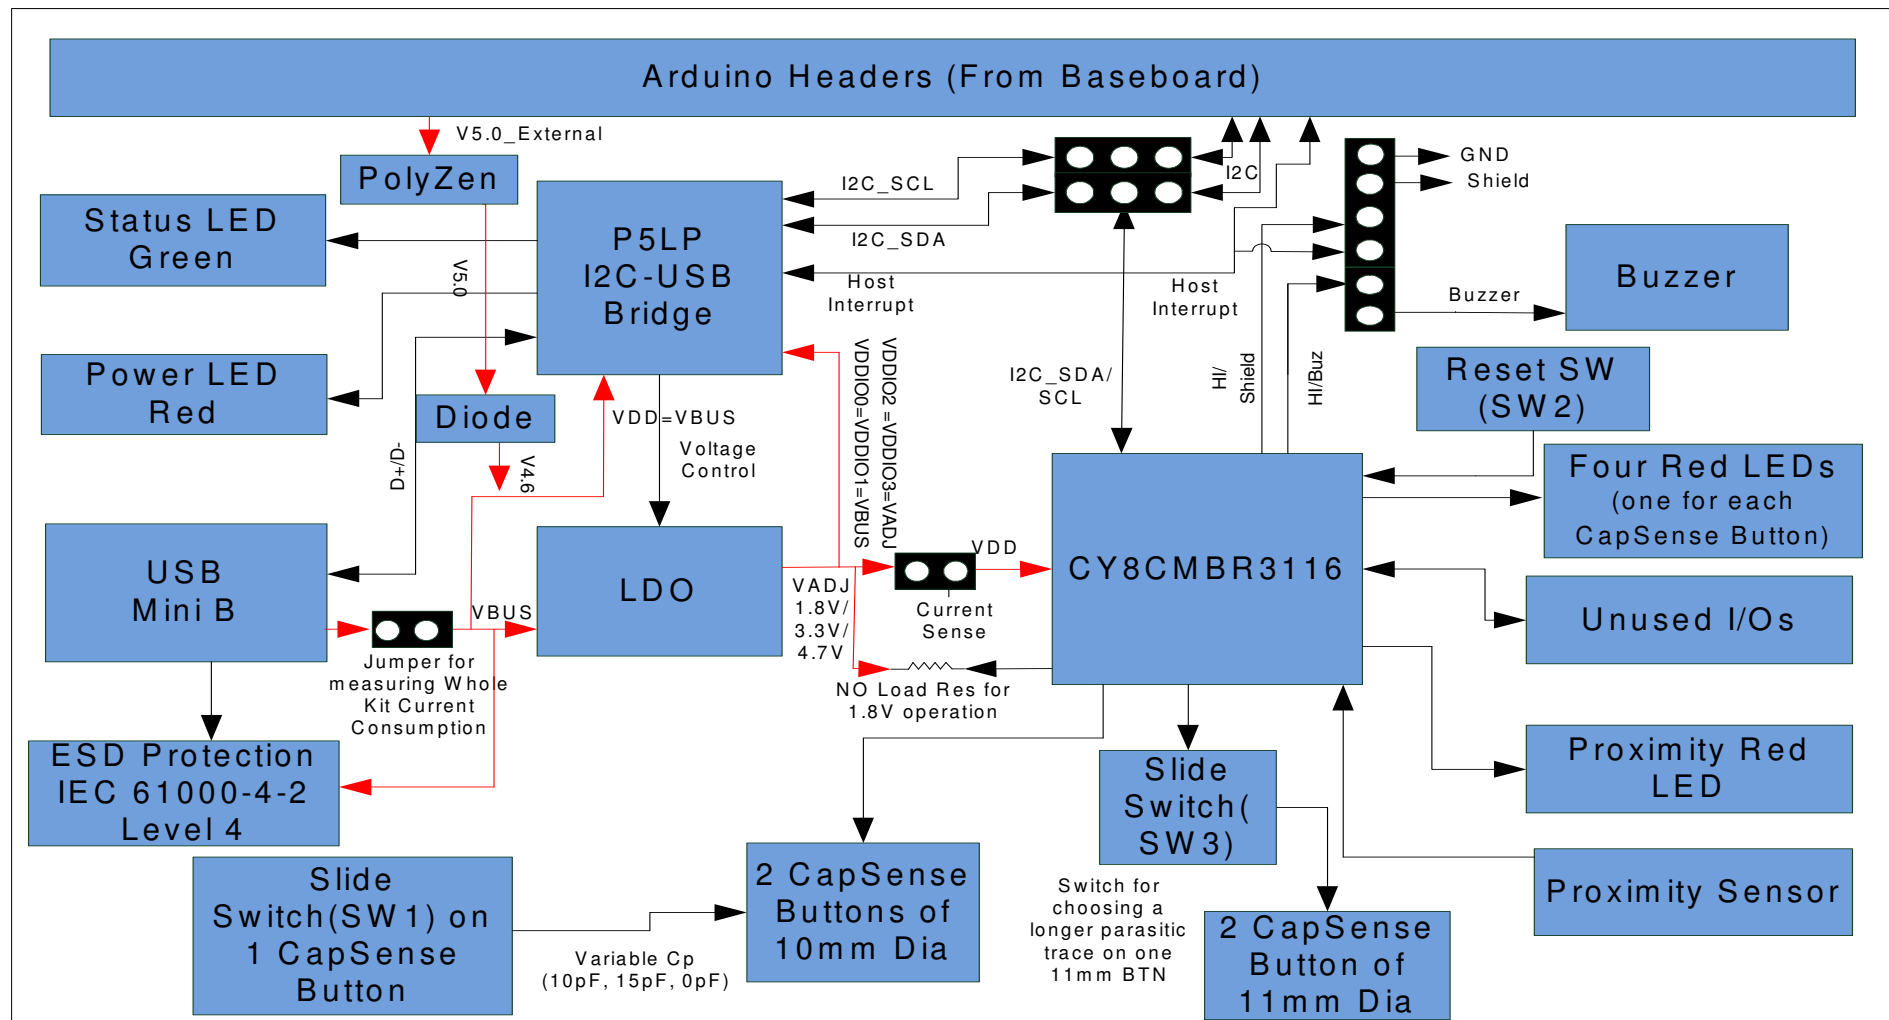 Arduino Headers (From Baseboard)
V5.0_External
PolyZen
Status LED
Green
P5LP
I2C-USB
Bridge
I2C_SCL
I2C_SDA
I2C
GND
Shield
Host
Interrupt
Host
Interrupt
Buzzer
Buzzer
V5.0
Power LED
Red
Diode
V4.6
D+/D-
VDD=VBUS
Voltage
Control
VDDIO2 =VDDIO3=VADJ
VDDIO0=VDDIO1=VBUS
I2C_SDA/
SCL
HI/
Shield
HI/Buz
Reset SW
(SW2)
Four Red LEDs
(one for each
CapSense Button)
USB
Mini B
VBUS
LDO
VADJ
1.8V/
3.3V/
4.7V
VDD
Current
Sense
CY8CMBR3116
Unused I/Os
Jumper for
measuring Whole
Kit Current
Consumption
NO Load Res for
1.8V operation
ESD Protection
IEC 61000-4-2
Level 4
Slide
Switch(
SW3)
Proximity Red
LED
Slide
Switch(SW1) on
1 CapSense
Button
Variable Cp
(10pF, 15pF, 0pF)
2 CapSense
Buttons of
10mm Dia
Switch for
choosing a
longer parasitic
trace on one
11mm BTN
2 CapSense
Button of
11mm Dia
Proximity Sensor